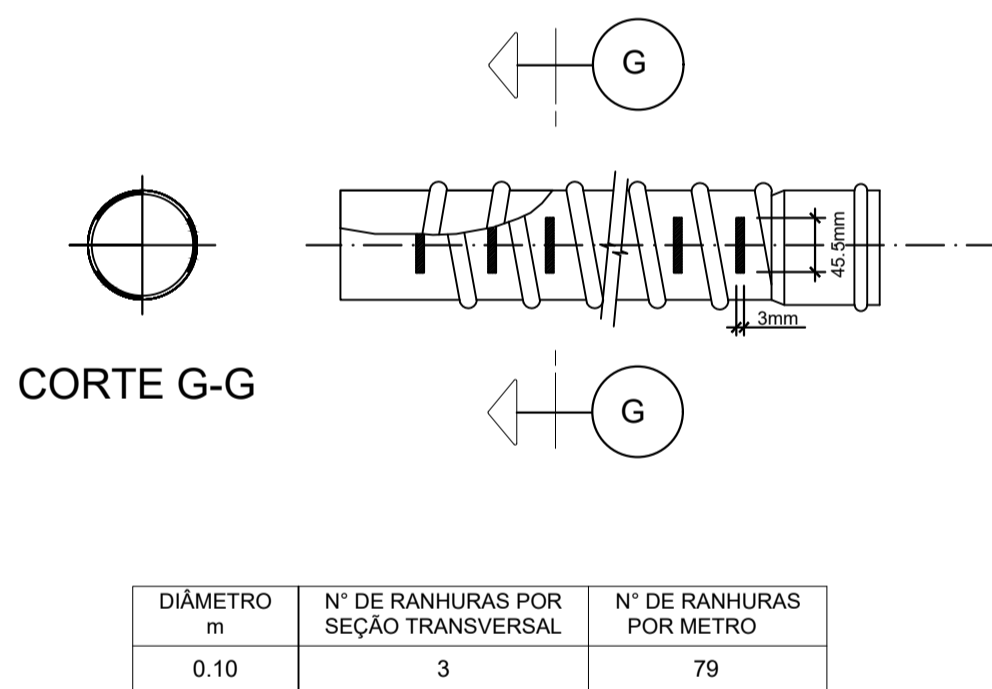 G
45.5mm
3mm
CORTE G-G
G
DIÂMETRO
m
N° DE RANHURAS POR
SEÇÃO TRANSVERSAL
N° DE RANHURAS
POR METRO
0.10
3
79